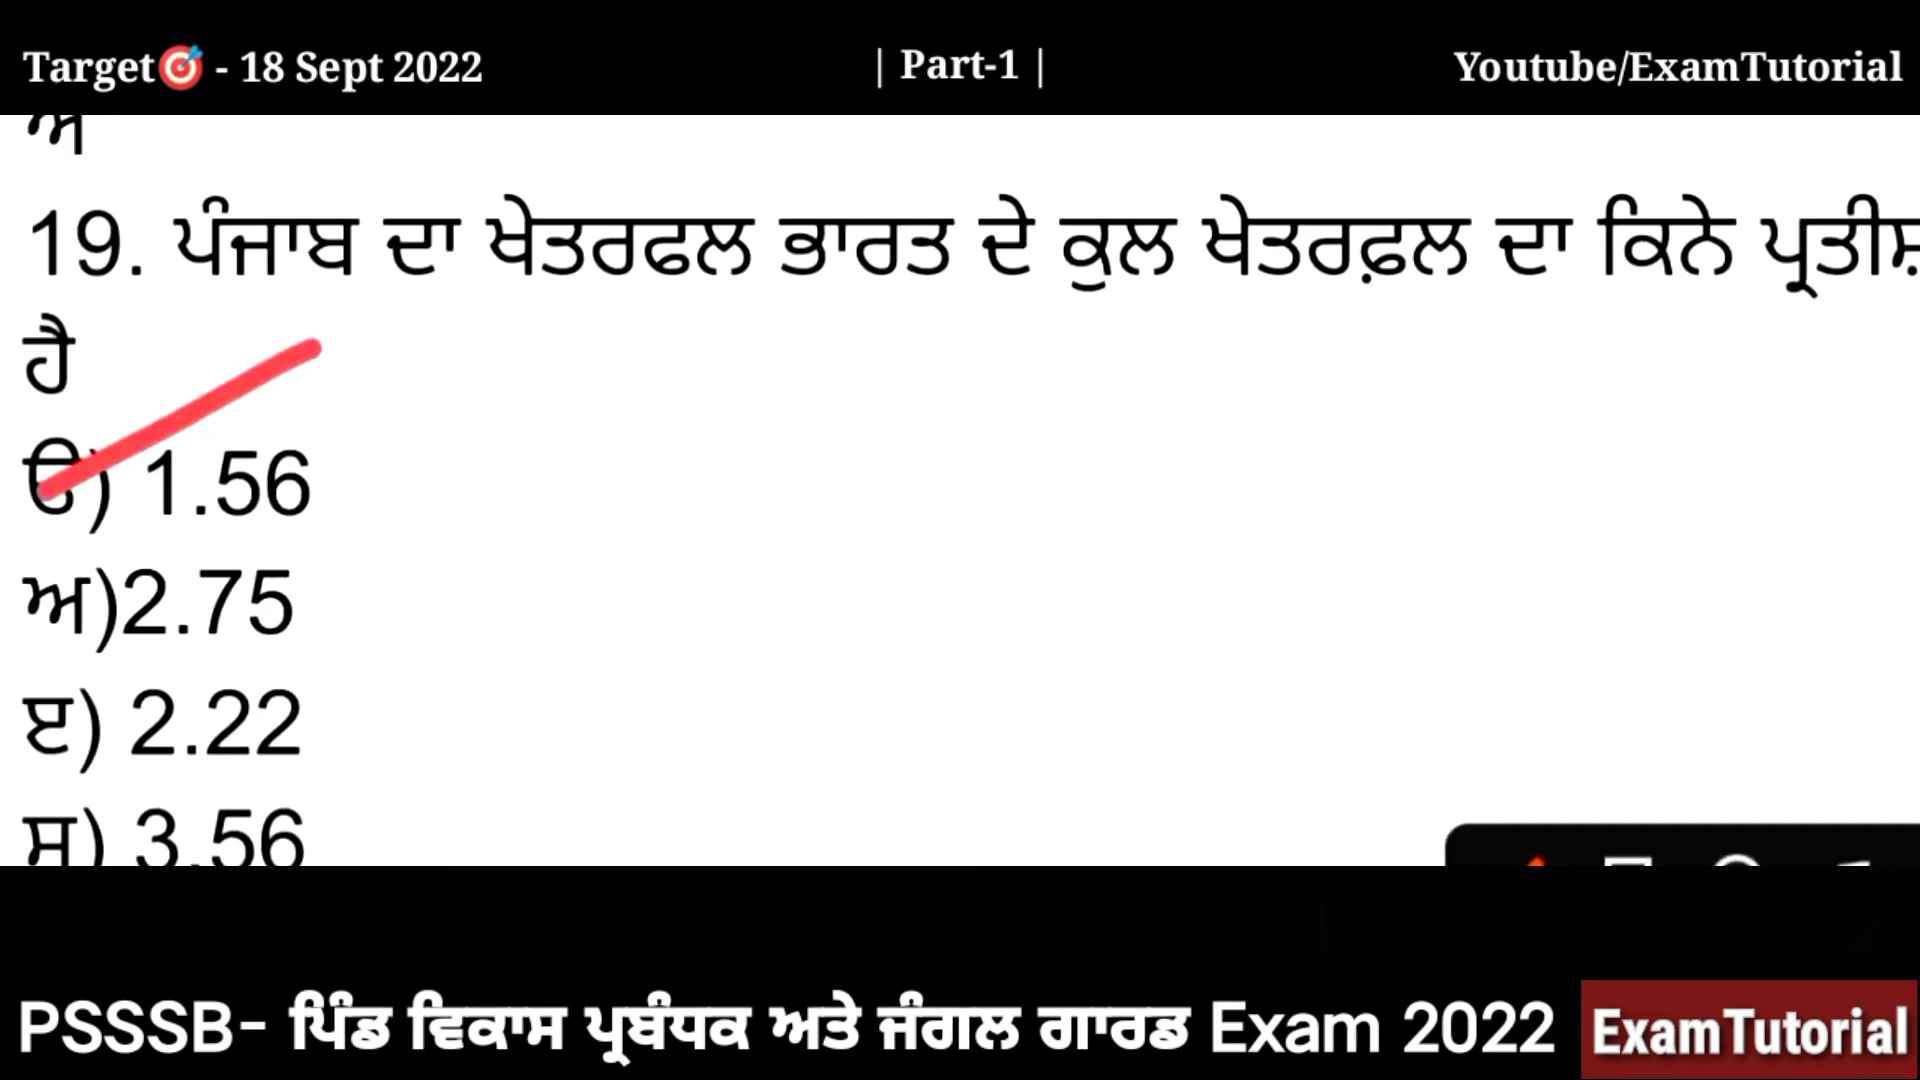 Target🎯 - 18 Sept 2022
| Part-1 |
Youtube/ExamTutorial
ਅ
19. ਪੰਜਾਬ ਦਾ ਖੇਤਰਫਲ ਭਾਰਤ ਦੇ ਕੁਲ ਖੇਤਰਫ਼ਲ ਦਾ ਕਿਨੇ
ਹੈ
ੳ) 1.56
ਅ)2.75
ੲ) 2.22
ਸ) 3.56
PSSSB- ਪਿੰਡ ਵਿਕਾਸ ਪ੍ਰਬੰਧਕ ਅਤੇ ਜੰਗਲ ਗਾਰਡ Exam 2022
ExamTutorial